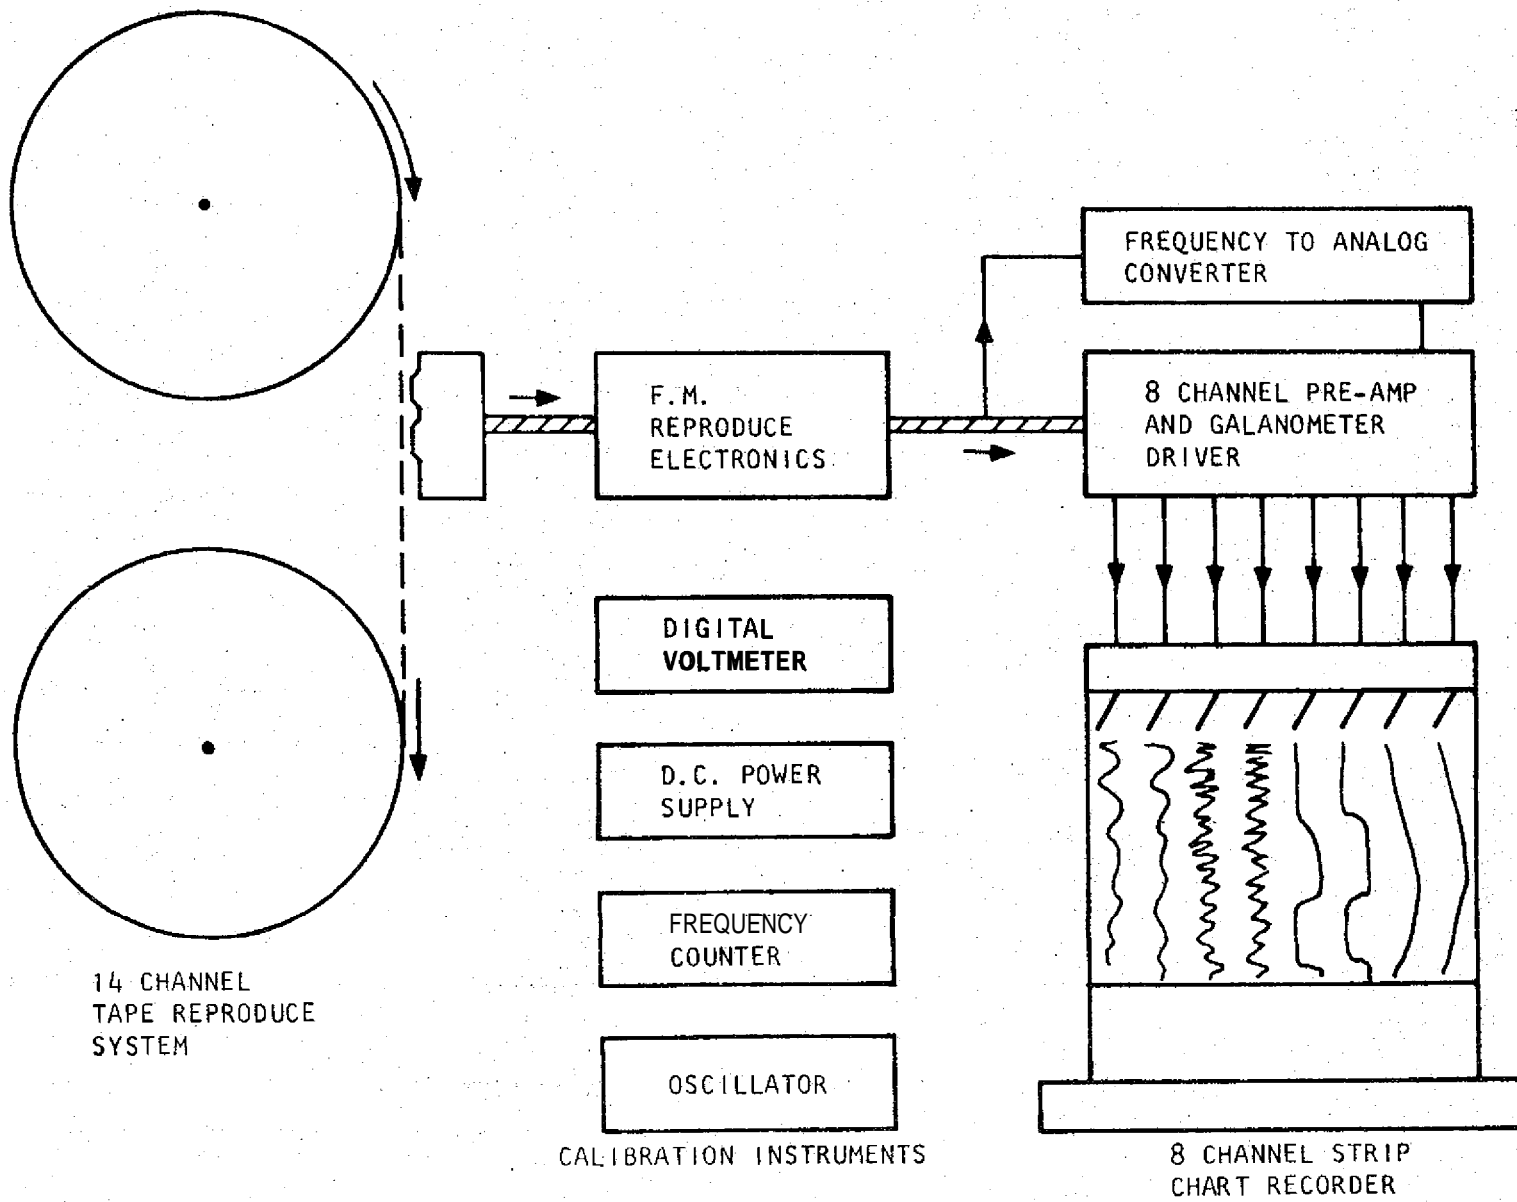 FREQUENCY TO ANALOG
CONVERTER
F.M.
REPRODUCE
ELECTRONICS
8 CHANNEL PRE-AMP
AND GALANOMETER
DRIVER
DIGITAL
VOLTMETER
D.C. POWER
SUPPLY
FREQUENCY
COUNTER
OSCILLATOR
CALIBRATION INSTRUMENTS
14 CHANNEL
TAPE REPRODUCE
SYSTEM
8 CHANNEL STRIP
CHART RECORDER